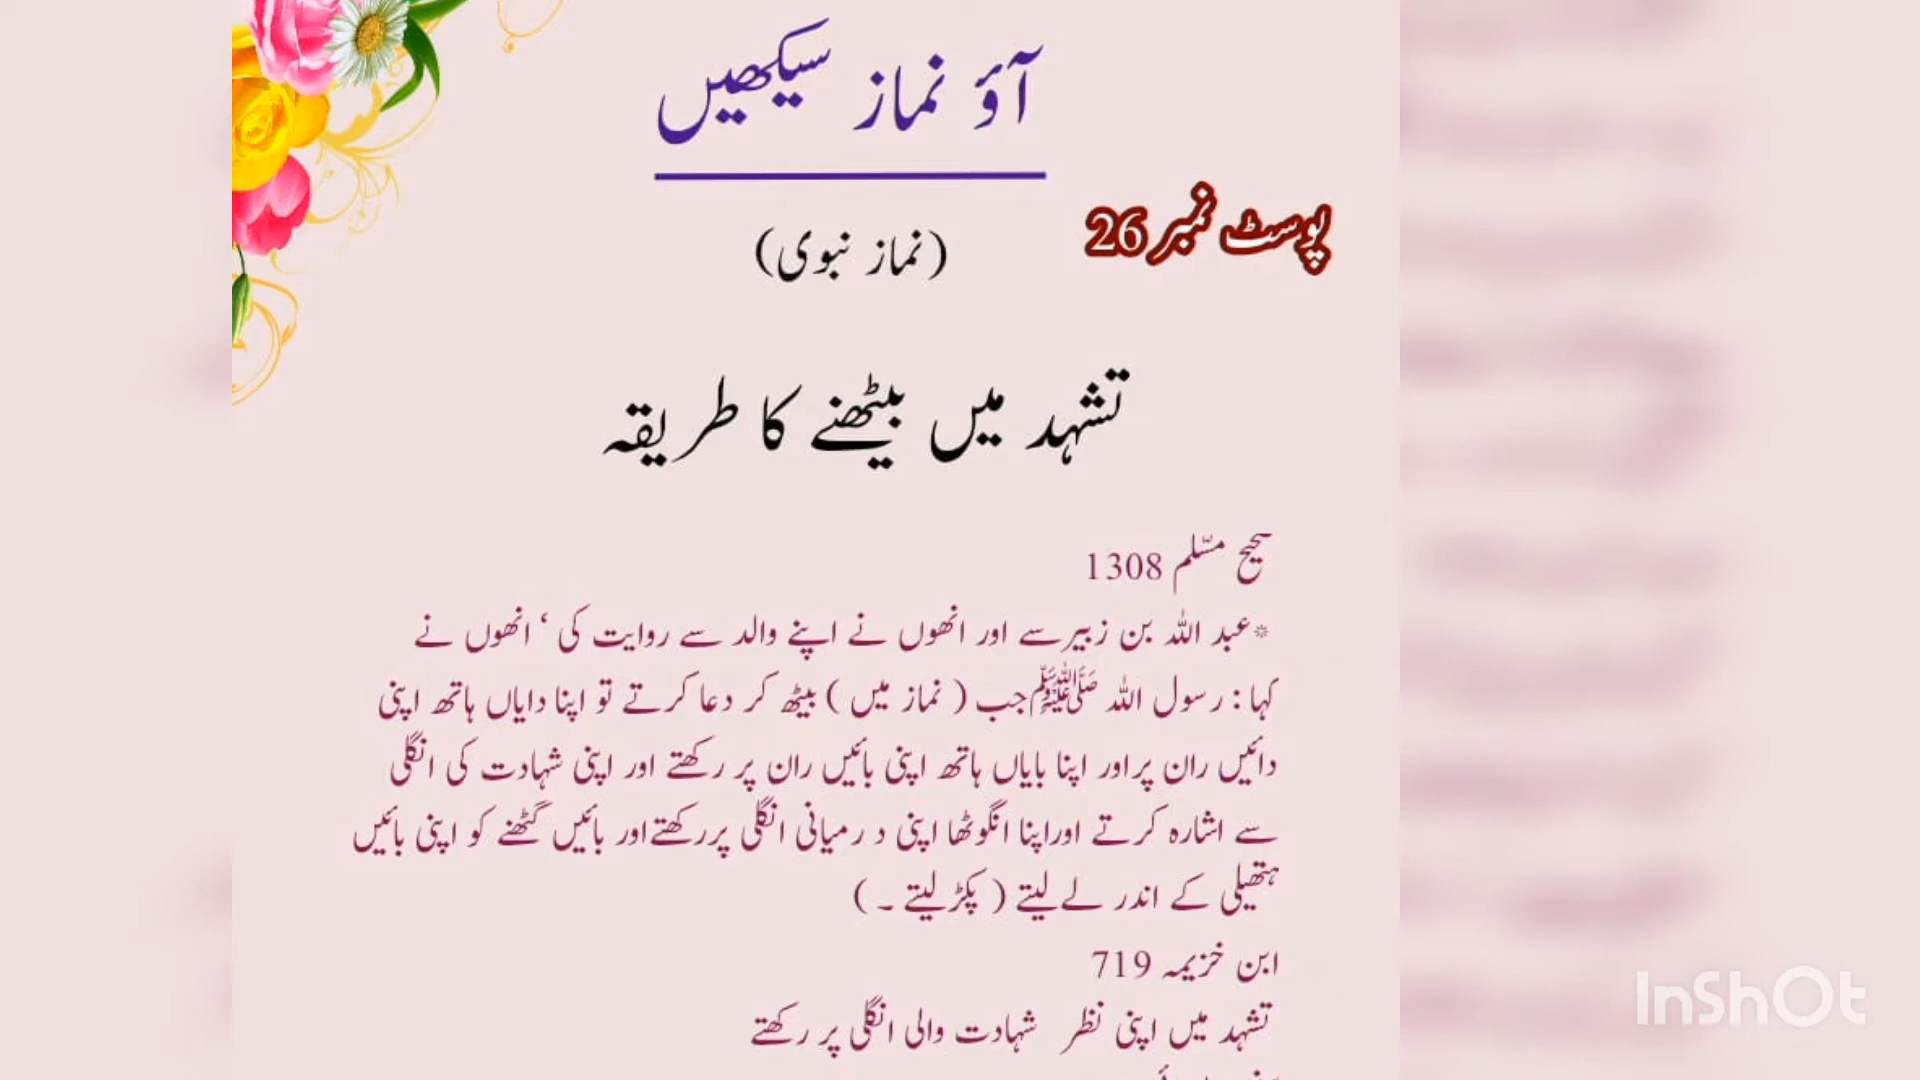 آؤ نماز سیکھیں
پوسٹ نمبر 26
(نماز نبوی)
تشہد میں بیٹھنے کا طریقہ
صحیح مسلم 1308
*عبد اللہ بن زبیر سے اور انھوں نے اپنے والد سے روایت کی ‘ انھوں نے
کہا : رسول اللہ ﷺ جب ( نماز میں ) بیٹھ کر دعا کرتے تو اپنا دایاں ہاتھ اپنی
دائیں ران پر اور اپنا بایاں ہاتھ اپنی بائیں ران پر رکھتے اور اپنی شہادت کی انگلی
سے اشارہ کرتے اور اپنا انگوٹھا اپنی د رمیانی انگلی پر رکھتے اور بائیں گٹھنے کو اپنی بائیں
ہتھیلی کے اندر لے لیتے ( پکڑ لیتے ۔ )
ابن خزیمہ 719
تشہد میں اپنی نظر شہادت والی انگلی پر رکھتے
InShOt